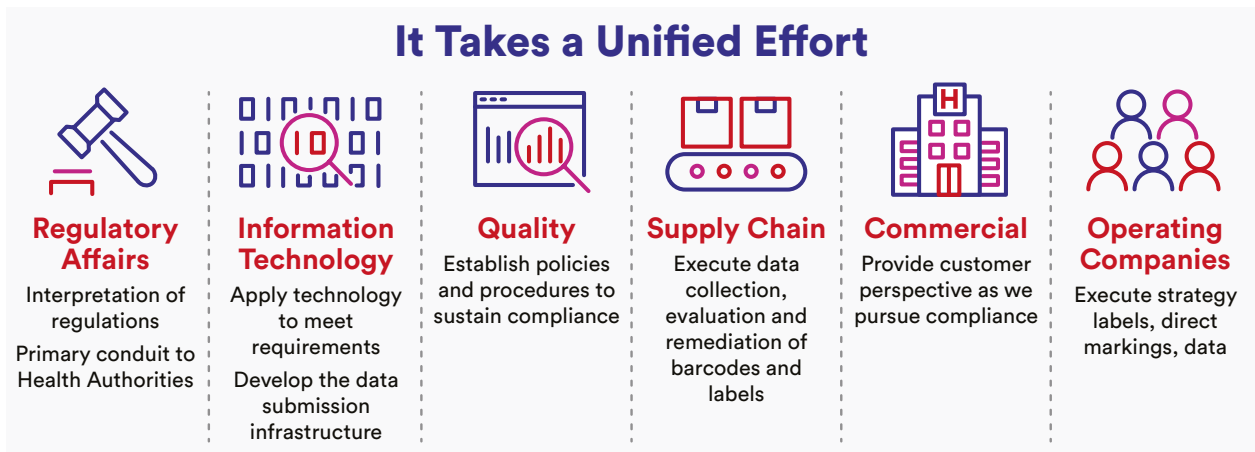 It Takes a Unified Effort
H
Regulatory
Affairs
Interpretation of
regulations
Primary conduit to
Health Authorities
Information
Technology
Apply technology
to meet
requirements
Develop the data
submission
infrastructure
Quality
Establish policies
and procedures to
sustain compliance
Supply Chain
Execute data
collection,
evaluation and
remediation of
barcodes and
labels
Commercial
Provide customer
perspective as we
pursue compliance
Operating
Companies
Execute strategy
labels, direct
markings, data